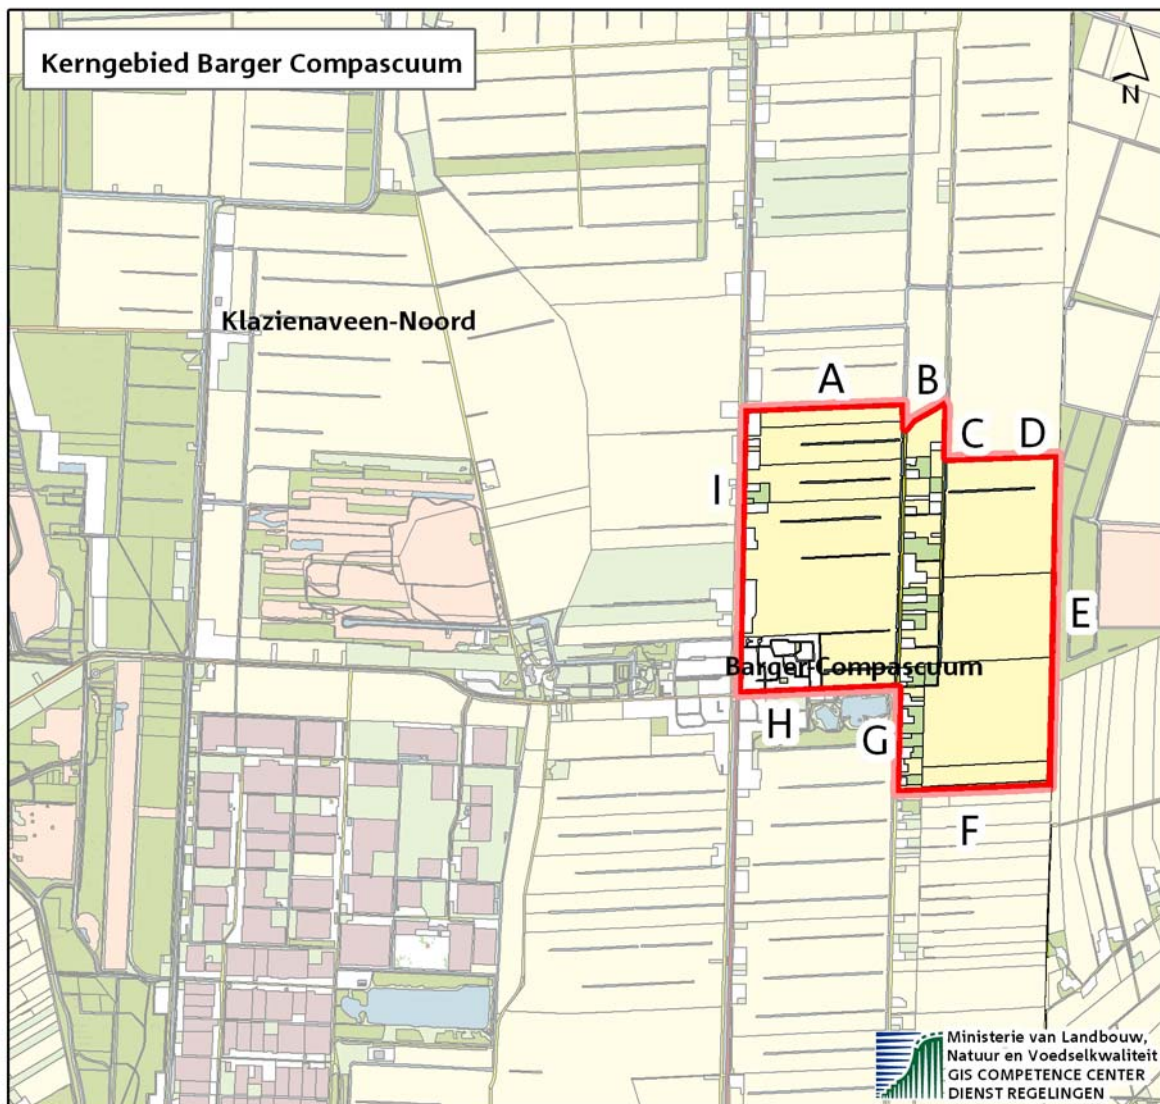 Kerngebied Barger Compascuum
N
Klazienaveen-Noord
A
B
C
D
I
E
Barger-Compascuum
H
G
F
Ministerie van Landbouw,
Natuur en Voedselkwaliteit
GIS COMPETENCE CENTER
DIENST REGELINGEN